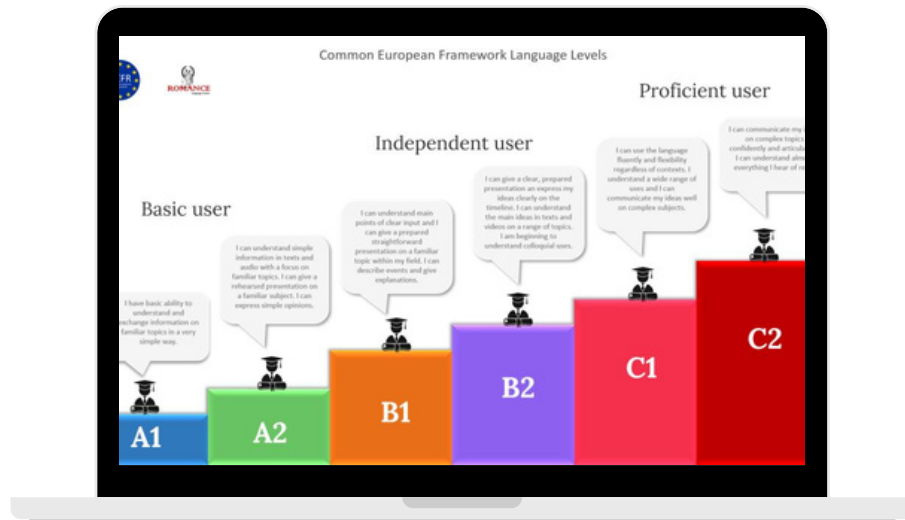 Common European Framework Language Levels
FR
ROMANCE
Proficient user
Independent user
Basic user
I have basic ability to
understand and
exchange information on
familiar topics in a very
simple way.
I can understand simple
information in texts and
audio with a focus on
familiar topics. I can give a
rehearsed presentation on
a familiar subject. I can
express simple opinions.
I can understand main
points of clear input and I
can give a prepared
straightforward
presentation on a familiar
topic within my field. I can
describe events and give
explanations.
I can give a clear, prepared
presentation an express my
ideas clearly on the
timeline. I can understand
the main ideas in texts and
videos on a range of topics.
I am beginning to
understand colloquial uses.
I can use the language
fluently and flexibility
regardless of contexts. I
understand a wide range of
uses and I can
communicate my ideas well
on complex subjects.
I can communicate my
on complex topics
confidently and articula
I can understand alm
everything I hear of re
A1
A2
B1
B2
C1
C2